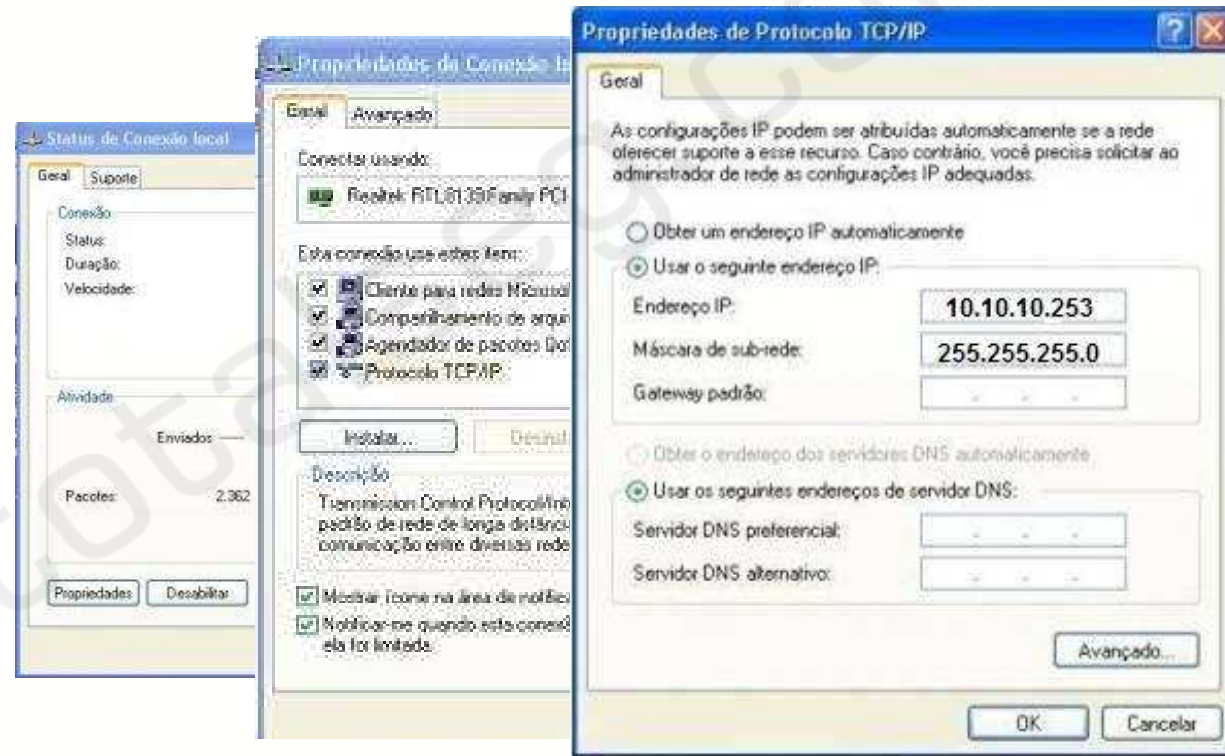 Status de Conexão local
Geral Suporte
Conexão
Status:
Duração:
Velocidade:
Atividade
Enviados
Pacotes: 2.362
Propriedades Desabilitar
Propriedades de Conexão
Geral Avançado
Conectar usando:
Realtek RTL8139 Family PCI
Esta conexão usa estes itens:
Cliente para redes Microsof
Compartilhamento de arqui
Agendador de pacotes QoS
Protocolo TCP/IP
Instalar... Desinsta
Descrição
Transmission Control Protocol/Int
padrão de rede de longa distânci
comunicação entre diversas rede
Mostrar ícone na área de notifica
Notificar-me quando esta conexã
ela for limitada.
Propriedades de Protocolo TCP/IP
Geral
As configurações IP podem ser atribuídas automaticamente se a rede
oferecer suporte a esse recurso. Caso contrário, você precisa solicitar ao
administrador de rede as configurações IP adequadas.
Obter um endereço IP automaticamente
Usar o seguinte endereço IP:
Endereço IP: 10.10.10.253
Máscara de sub-rede: 255.255.255.0
Gateway padrão: . . .
Obter o endereço dos servidores DNS automaticamente
Usar os seguintes endereços de servidor DNS:
Servidor DNS preferencial: . . .
Servidor DNS alternativo: . . .
Avançado...
OK Cancelar